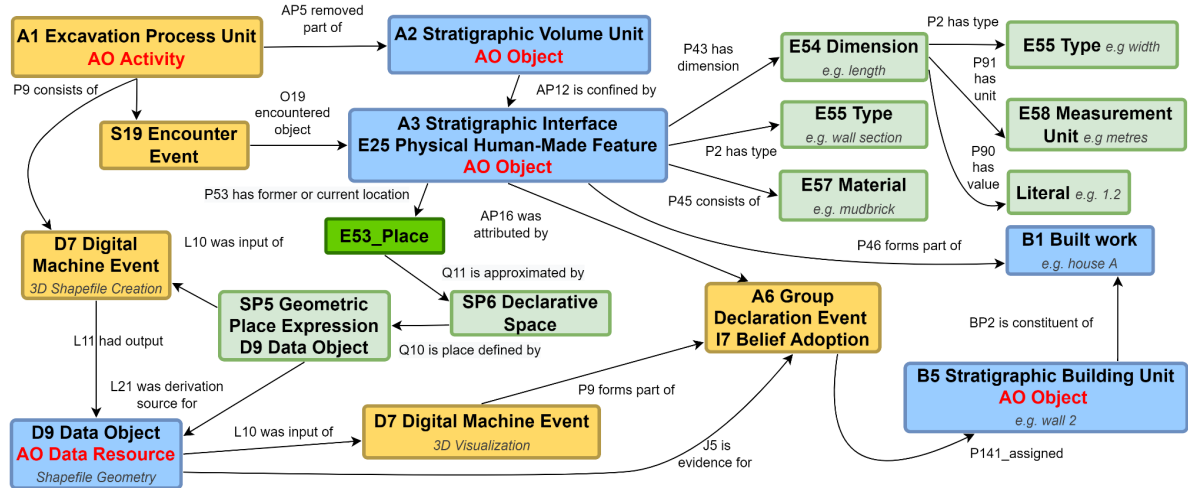 A1 Excavation Process Unit
AO Activity
AP5 removed
part of
A2 Stratigraphic Volume Unit
AO Object
P43 has
dimension
E54 Dimension
e.g. length
P2 has type
E55 Type e.g width
P91
has
unit
P9 consists of
O19
encountered
object
AP12 is confined by
S19 Encounter
Event
A3 Stratigraphic Interface
E25 Physical Human-Made Feature
AO Object
P2 has type
E55 Type
e.g. wall section
E58 Measurement
Unit e.g metres
P90
has
value
P45 consists of
E57 Material
e.g. mudbrick
Literal e.g. 1.2
P53 has former or current location
AP16 was
attributed by
E53_Place
P46 forms part of
B1 Built work
e.g. house A
D7 Digital
Machine Event
3D Shapefile Creation
L10 was input of
Q11 is approximated by
SP5 Geometric
Place Expression
D9 Data Object
SP6 Declarative
Space
Q10 is place defined by
A6 Group
Declaration Event
I7 Belief Adoption
BP2 is constituent of
L11 had output
L21 was derivation
source for
P9 forms part of
B5 Stratigraphic Building Unit
AO Object
e.g. wall 2
D9 Data Object
AO Data Resource
Shapefile Geometry
L10 was input of
D7 Digital Machine Event
3D Visualization
J5 is
evidence for
P141_assigned